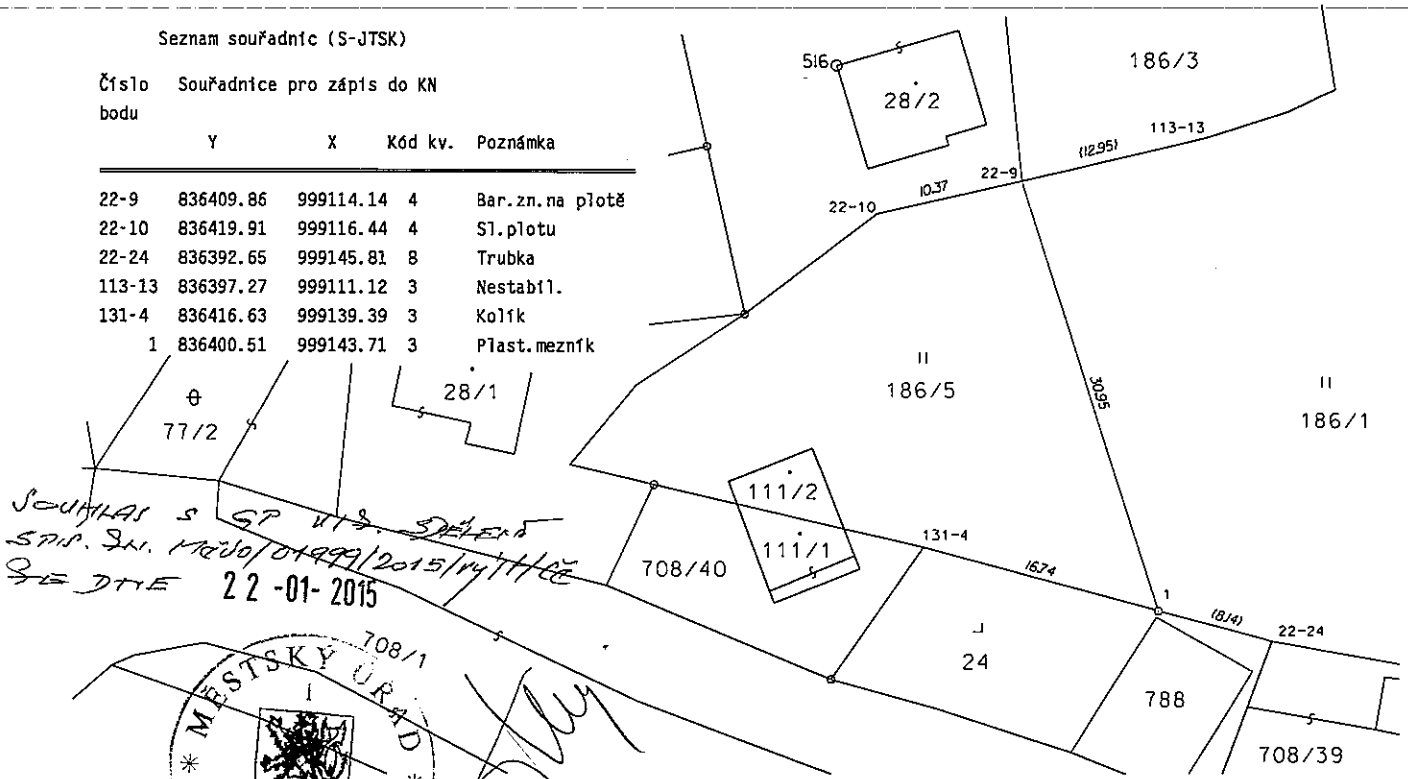 Seznam souřadnic (S-JTSK)
Číslo Souřadnice pro zápis do KN
bodu
Y X Kód kv. Poznámka
22-9 836409.86 999114.14 4 Bar.zn.na plotě
22-10 836419.91 999116.44 4 Sl.plotu
22-24 836392.65 999145.81 8 Trubka
113-13 836397.27 999111.12 3 Nestabil.
131-4 836416.63 999139.39 3 Kolík
1 836400.51 999143.71 3 Plast.mezník
516
28/2
186/3
113-13
(12.95)
22-9
10.37
22-10
186/5
30.95
186/1
28/1
77/2
111/2
111/1
131-4
16.74
1
(8.14)
22-24
708/40
24
788
708/39
708/1
SOUHLAS S GP
SPIS. ZN. /01999/2015/
ZE DNE 22 -01- 2015
MĚSTSKÝ ÚŘAD